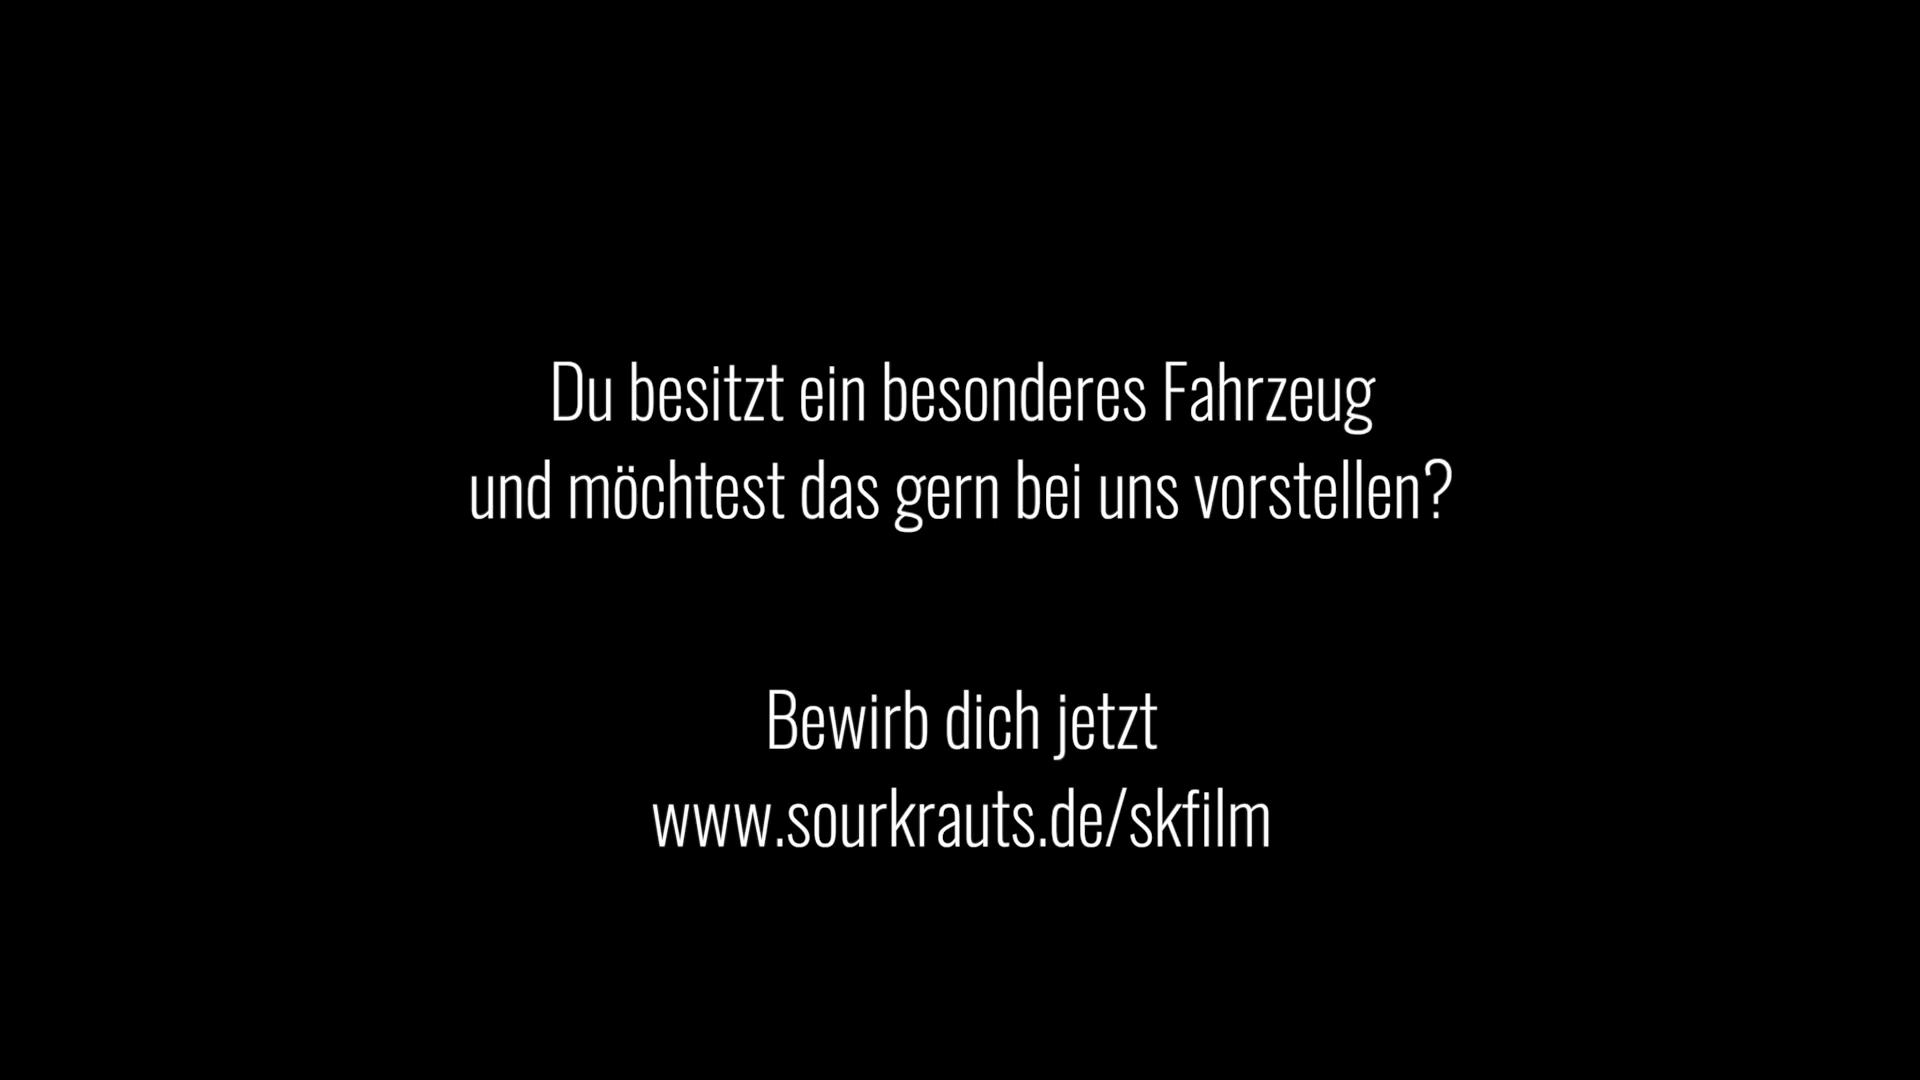 Du besitzt ein besonderes Fahrzeug
und möchtest das gern bei uns vorstellen?
Bewirb dich jetzt
www.sourkrauts.de/skfilm